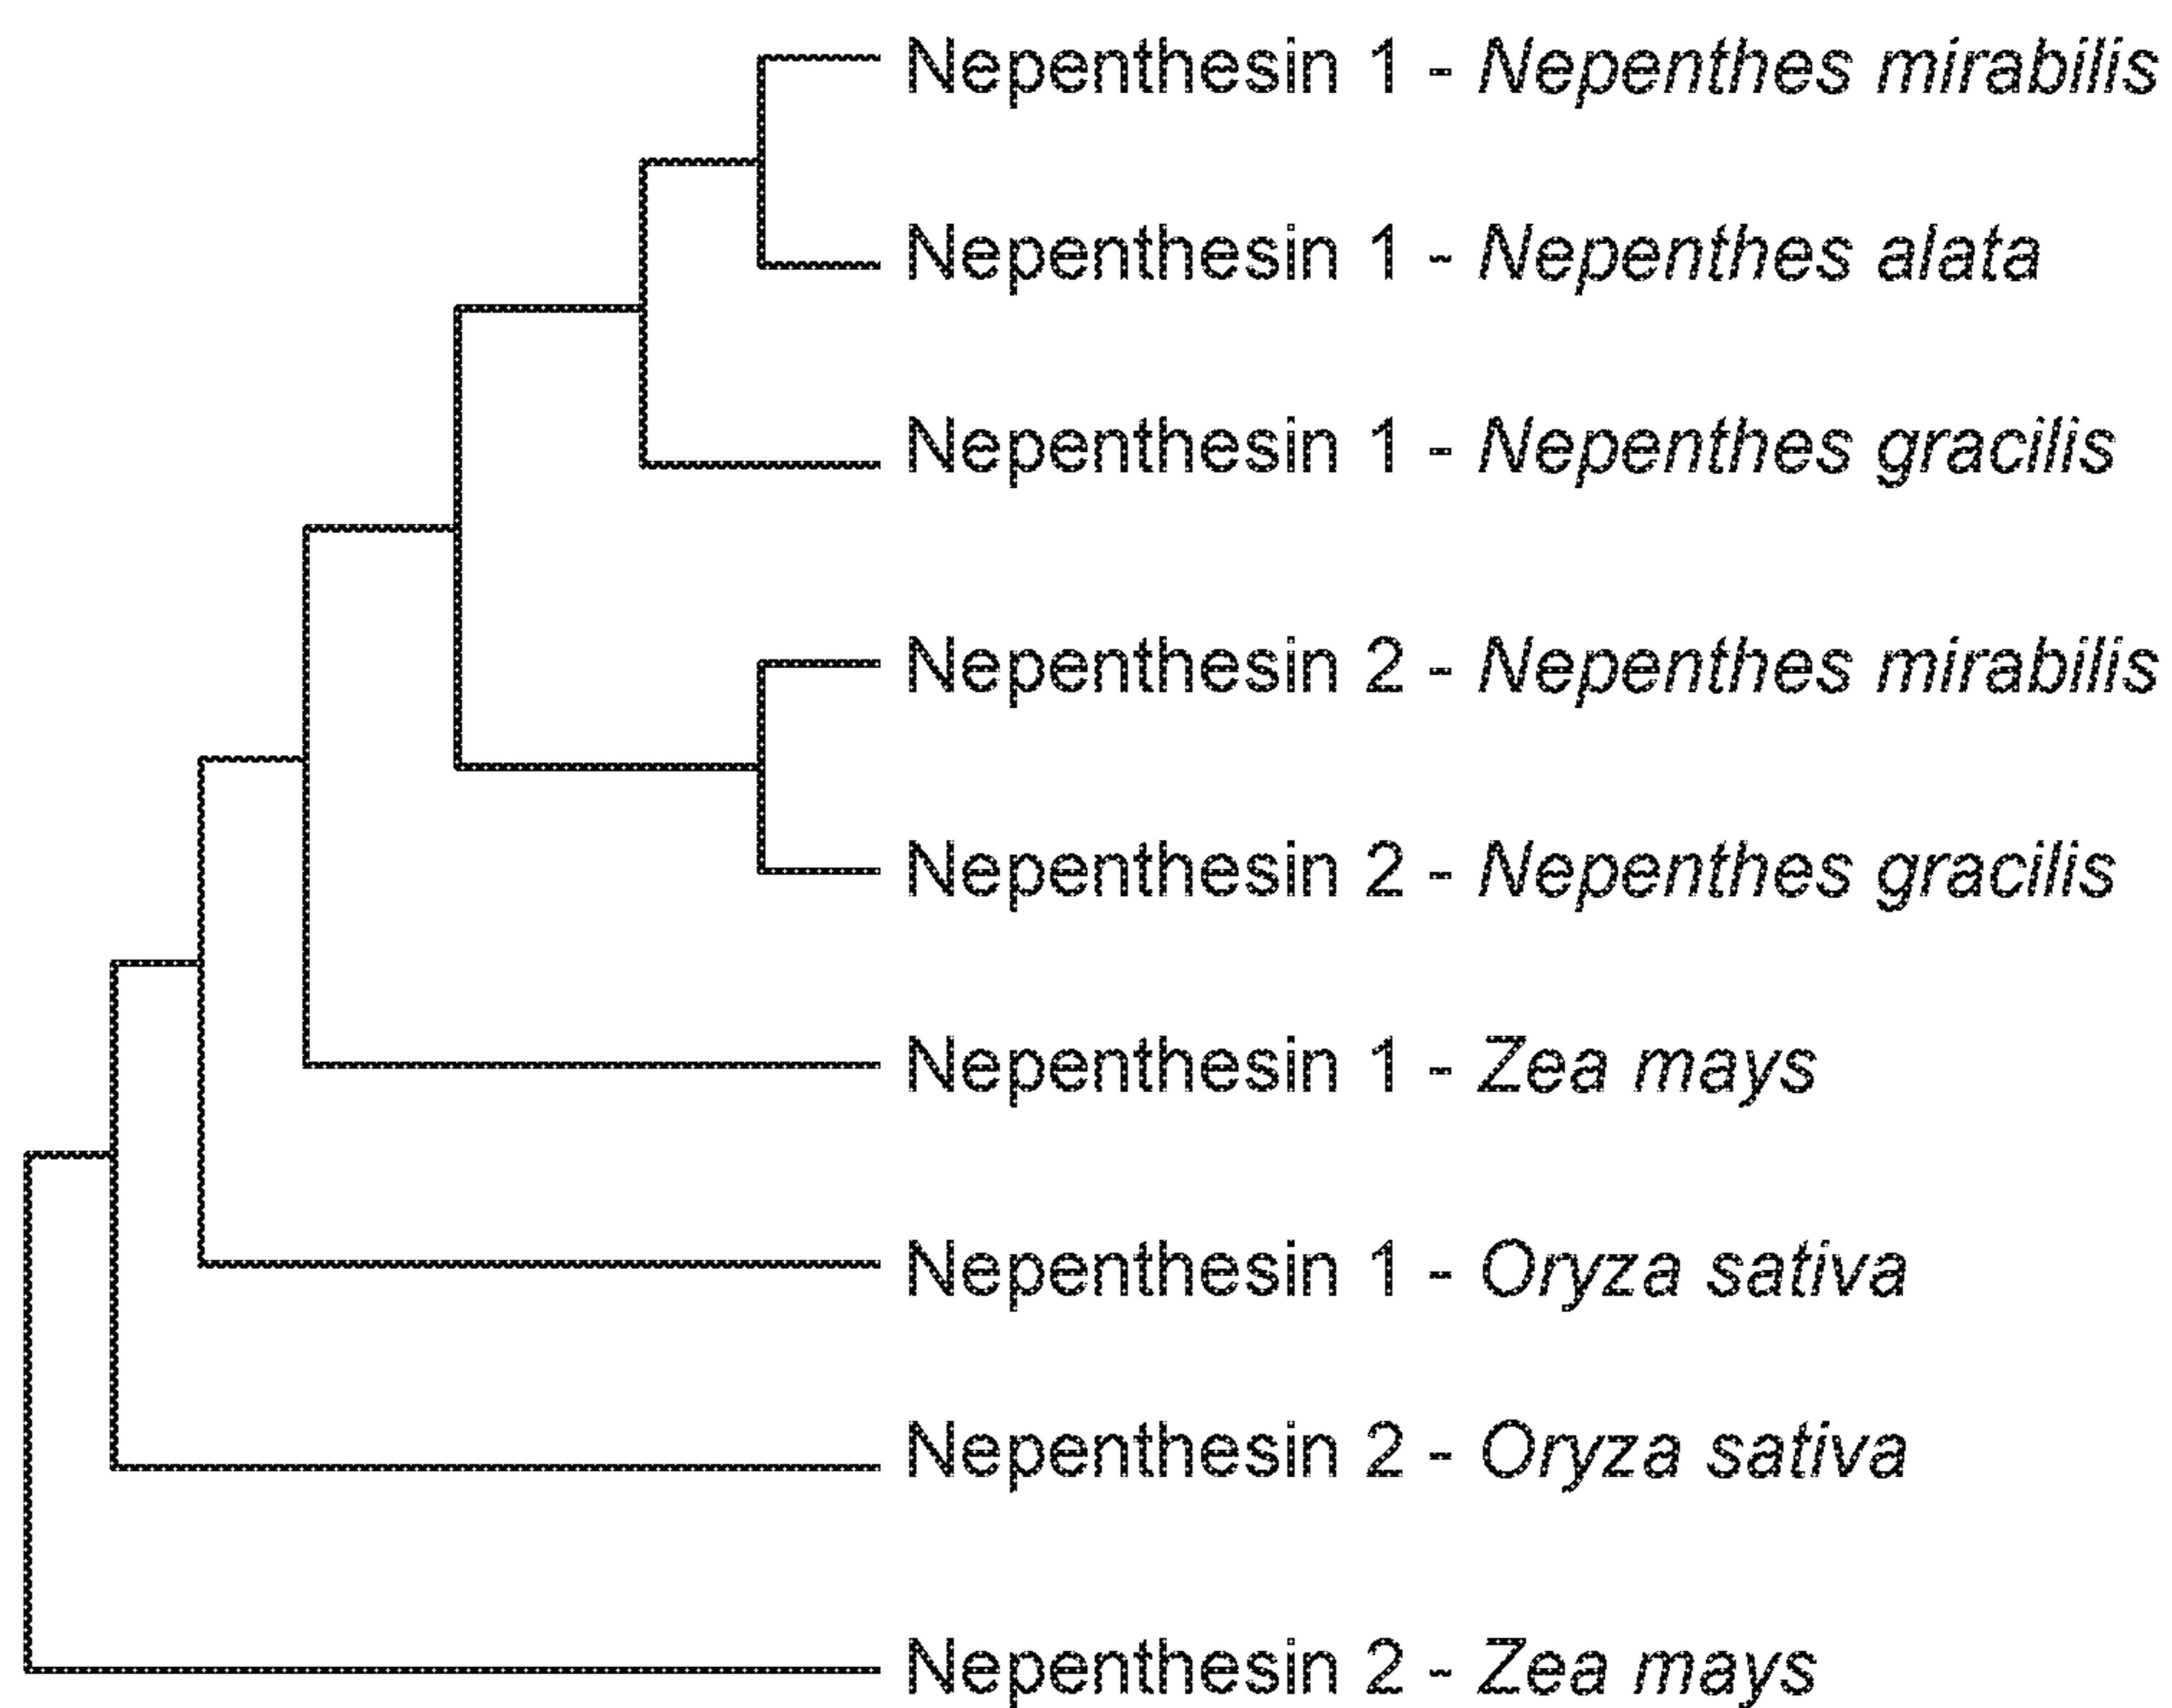 Nepenthesin 1 - Nepenthes mirabilis
Nepenthesin 1 - Nepenthes alata
Nepenthesin 1 - Nepenthes gracilis
Nepenthesin 2 - Nepenthes mirabilis
Nepenthesin 2 - Nepenthes gracilis
Nepenthesin 1 - Zea mays
Nepenthesin 1 - Oryza sativa
Nepenthesin 2 - Oryza sativa
Nepenthesin 2 - Zea mays